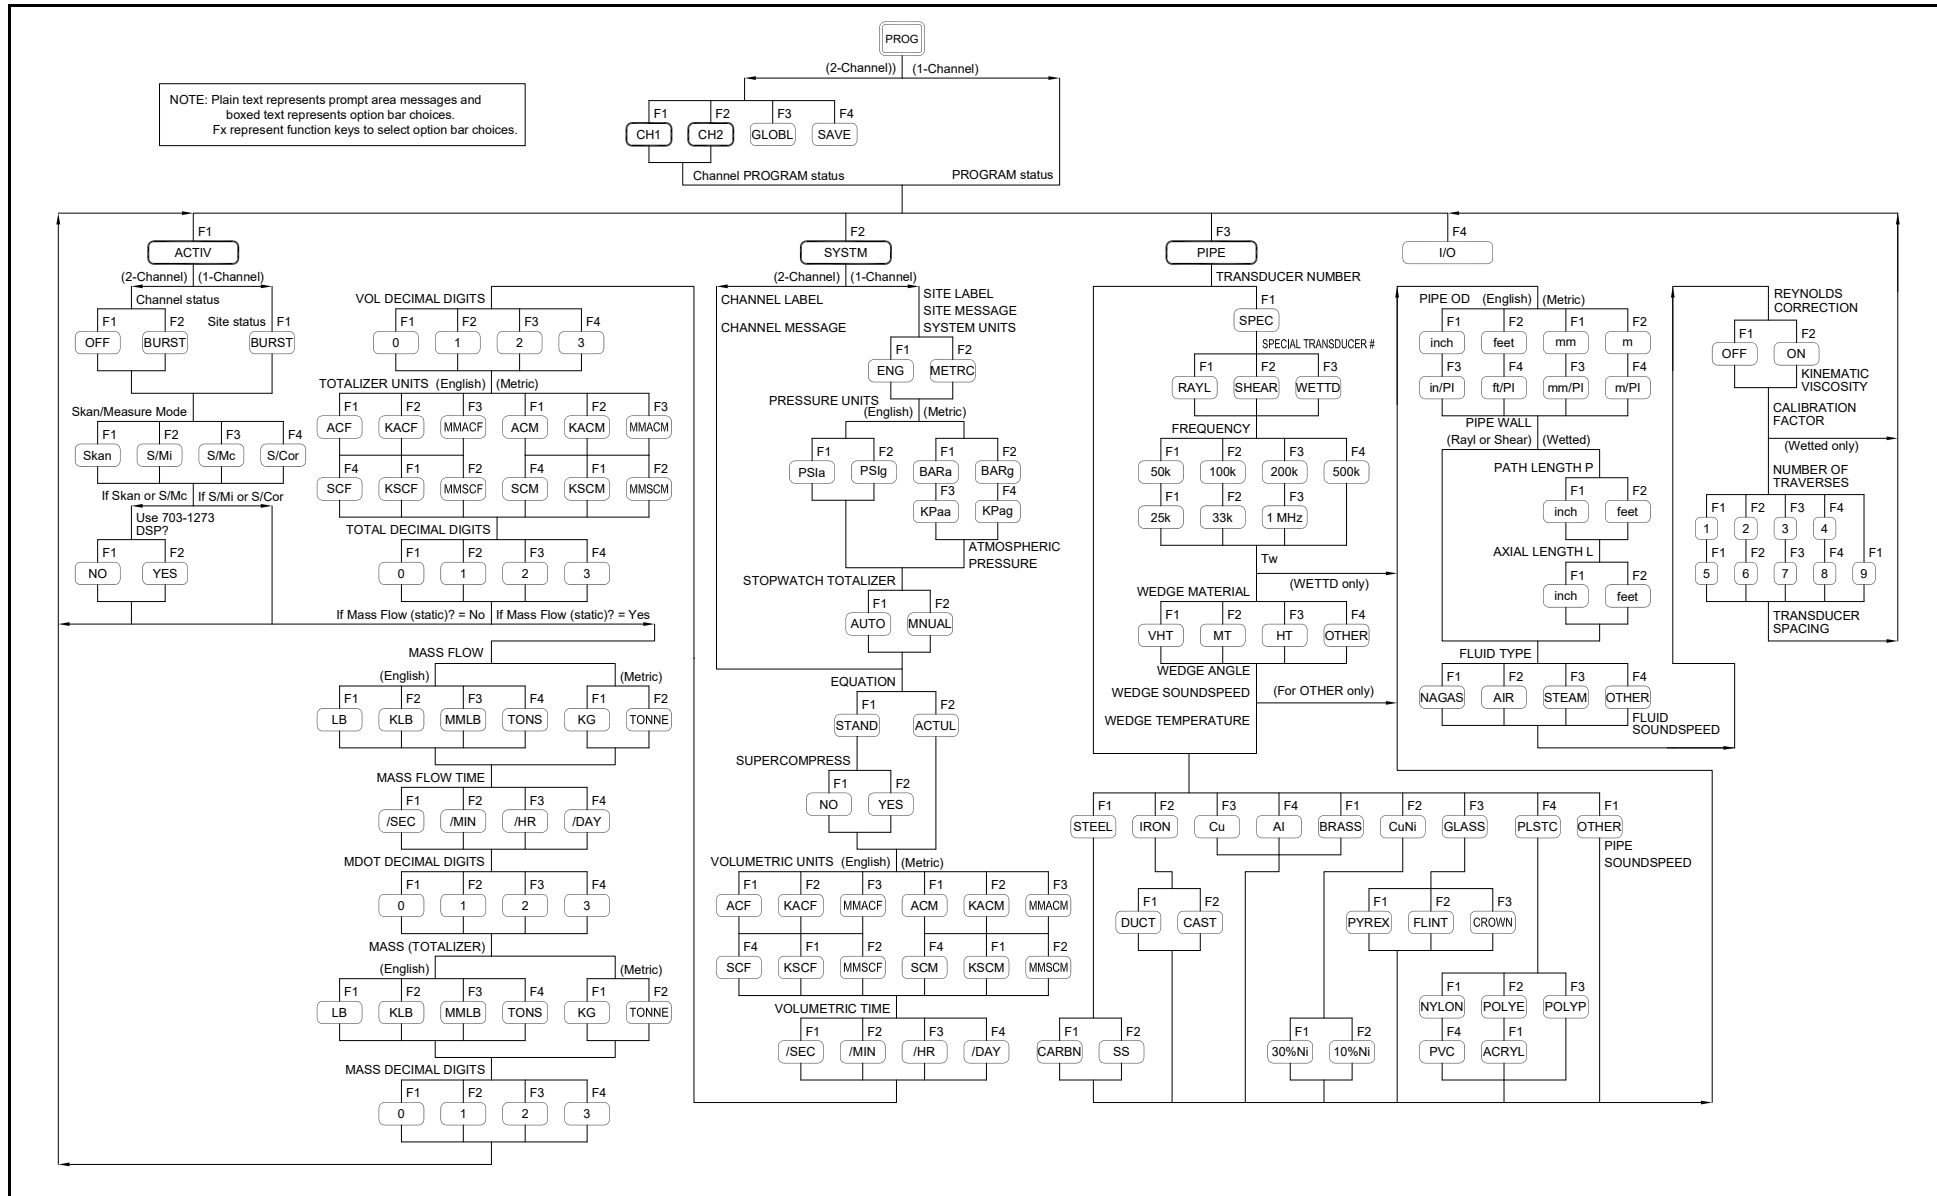 PROG
(2-Channel)) (1-Channel)
NOTE: Plain text represents prompt area messages and
boxed text represents option bar choices.
Fx represent function keys to select option bar choices.
F1 F2 F3 F4
CH1 CH2 GLOBL SAVE
Channel PROGRAM status PROGRAM status
F1
ACTIV
(2-Channel) (1-Channel)
Channel status
F1 F2 Site status F1
OFF BURST BURST
Skan/Measure Mode
F1 F2 F3 F4
Skan S/Mi S/Mc S/Cor
If Skan or S/Mc If S/Mi or S/Cor
Use 703-1273
DSP?
F1 F2
NO YES
VOL DECIMAL DIGITS
F1 F2 F3 F4
0 1 2 3
TOTALIZER UNITS (English) (Metric)
F1 F2 F3 F1 F2 F3
ACF KACF MMACF ACM KACM MMACM
F4 F1 F2 F4 F1 F2
SCF KSCF MMSCF SCM KSCM MMSCM
TOTAL DECIMAL DIGITS
F1 F2 F3 F4
0 1 2 3
If Mass Flow (static)? = No If Mass Flow (static)? = Yes
MASS FLOW
(English) (Metric)
F1 F2 F3 F4 F1 F2
LB KLB MMLB TONS KG TONNE
MASS FLOW TIME
F1 F2 F3 F4
/SEC /MIN /HR /DAY
MDOT DECIMAL DIGITS
F1 F2 F3 F4
0 1 2 3
MASS (TOTALIZER)
(English) (Metric)
F1 F2 F3 F4 F1 F2
LB KLB MMLB TONS KG TONNE
MASS DECIMAL DIGITS
F1 F2 F3 F4
0 1 2 3
F2
SYSTM
(2-Channel) (1-Channel)
CHANNEL LABEL
CHANNEL MESSAGE
SITE LABEL
SITE MESSAGE
SYSTEM UNITS
F1 F2
ENG METRC
PRESSURE UNITS
(English) (Metric)
F1 F2 F1 F2
PSIa PSIg BARa BARg
F3 F4
KPaa KPag
ATMOSPHERIC
PRESSURE
STOPWATCH TOTALIZER
F1 F2
AUTO MNUAL
EQUATION
F1 F2
STAND ACTUL
SUPERCOMPRESS
F1 F2
NO YES
VOLUMETRIC UNITS (English) (Metric)
F1 F2 F3 F1 F2 F3
ACF KACF MMACF ACM KACM MMACM
F4 F1 F2 F4 F1 F2
SCF KSCF MMSCF SCM KSCM MMSCM
VOLUMETRIC TIME
F1 F2 F3 F4
/SEC /MIN /HR /DAY
F3
PIPE
TRANSDUCER NUMBER
F1
SPEC
SPECIAL TRANSDUCER #
F1 F2 F3
RAYL SHEAR WETTD
FREQUENCY
F1 F2 F3 F4
50k 100k 200k 500k
F1 F2 F3
25k 33k 1 MHz
Tw
(WETTD only)
WEDGE MATERIAL
F1 F2 F3 F4
VHT MT HT OTHER
WEDGE ANGLE
WEDGE SOUNDSPEED (For OTHER only)
WEDGE TEMPERATURE
F1 F2 F3 F4 F1 F2 F3 F4 F1
STEEL IRON Cu Al BRASS CuNi GLASS PLSTC OTHER
PIPE
SOUNDSPEED
F1 F2
DUCT CAST
F1 F2 F3
PYREX FLINT CROWN
F1 F2 F3
NYLON POLYE POLYP
F4 F1
PVC ACRYL
F1 F2
CARBN SS
F1 F2
30%Ni 10%Ni
F4
I/O
PIPE OD (English) (Metric)
F1 F2 F1 F2
inch feet mm m
F3 F4 F3 F4
in/PI ft/PI mm/PI m/PI
PIPE WALL
(Rayl or Shear) (Wetted)
PATH LENGTH P
F1 F2
inch feet
AXIAL LENGTH L
F1 F2
inch feet
FLUID TYPE
F1 F2 F3 F4
NAGAS AIR STEAM OTHER
FLUID
SOUNDSPEED
REYNOLDS
CORRECTION
F1 F2
OFF ON
KINEMATIC
VISCOSITY
CALIBRATION
FACTOR
(Wetted only)
NUMBER OF
TRAVERSES
F1 F2 F3 F4
1 2 3 4
F1 F2 F3 F4 F1
5 6 7 8 9
TRANSDUCER
SPACING